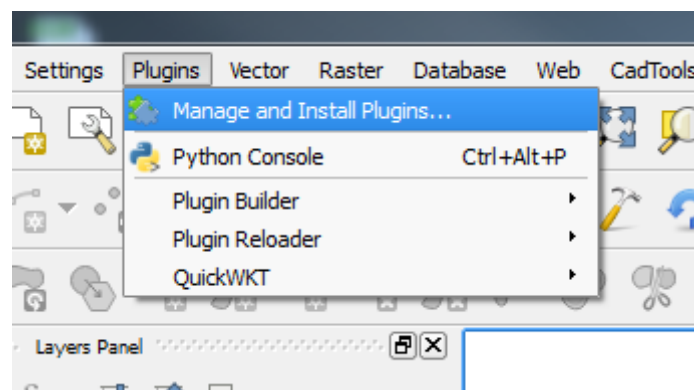 Settings Plugins Vector Raster Database Web CadTools
Manage and Install Plugins...
Python Console Ctrl+Alt+P
Plugin Builder
Plugin Reloader
QuickWKT
Layers Panel